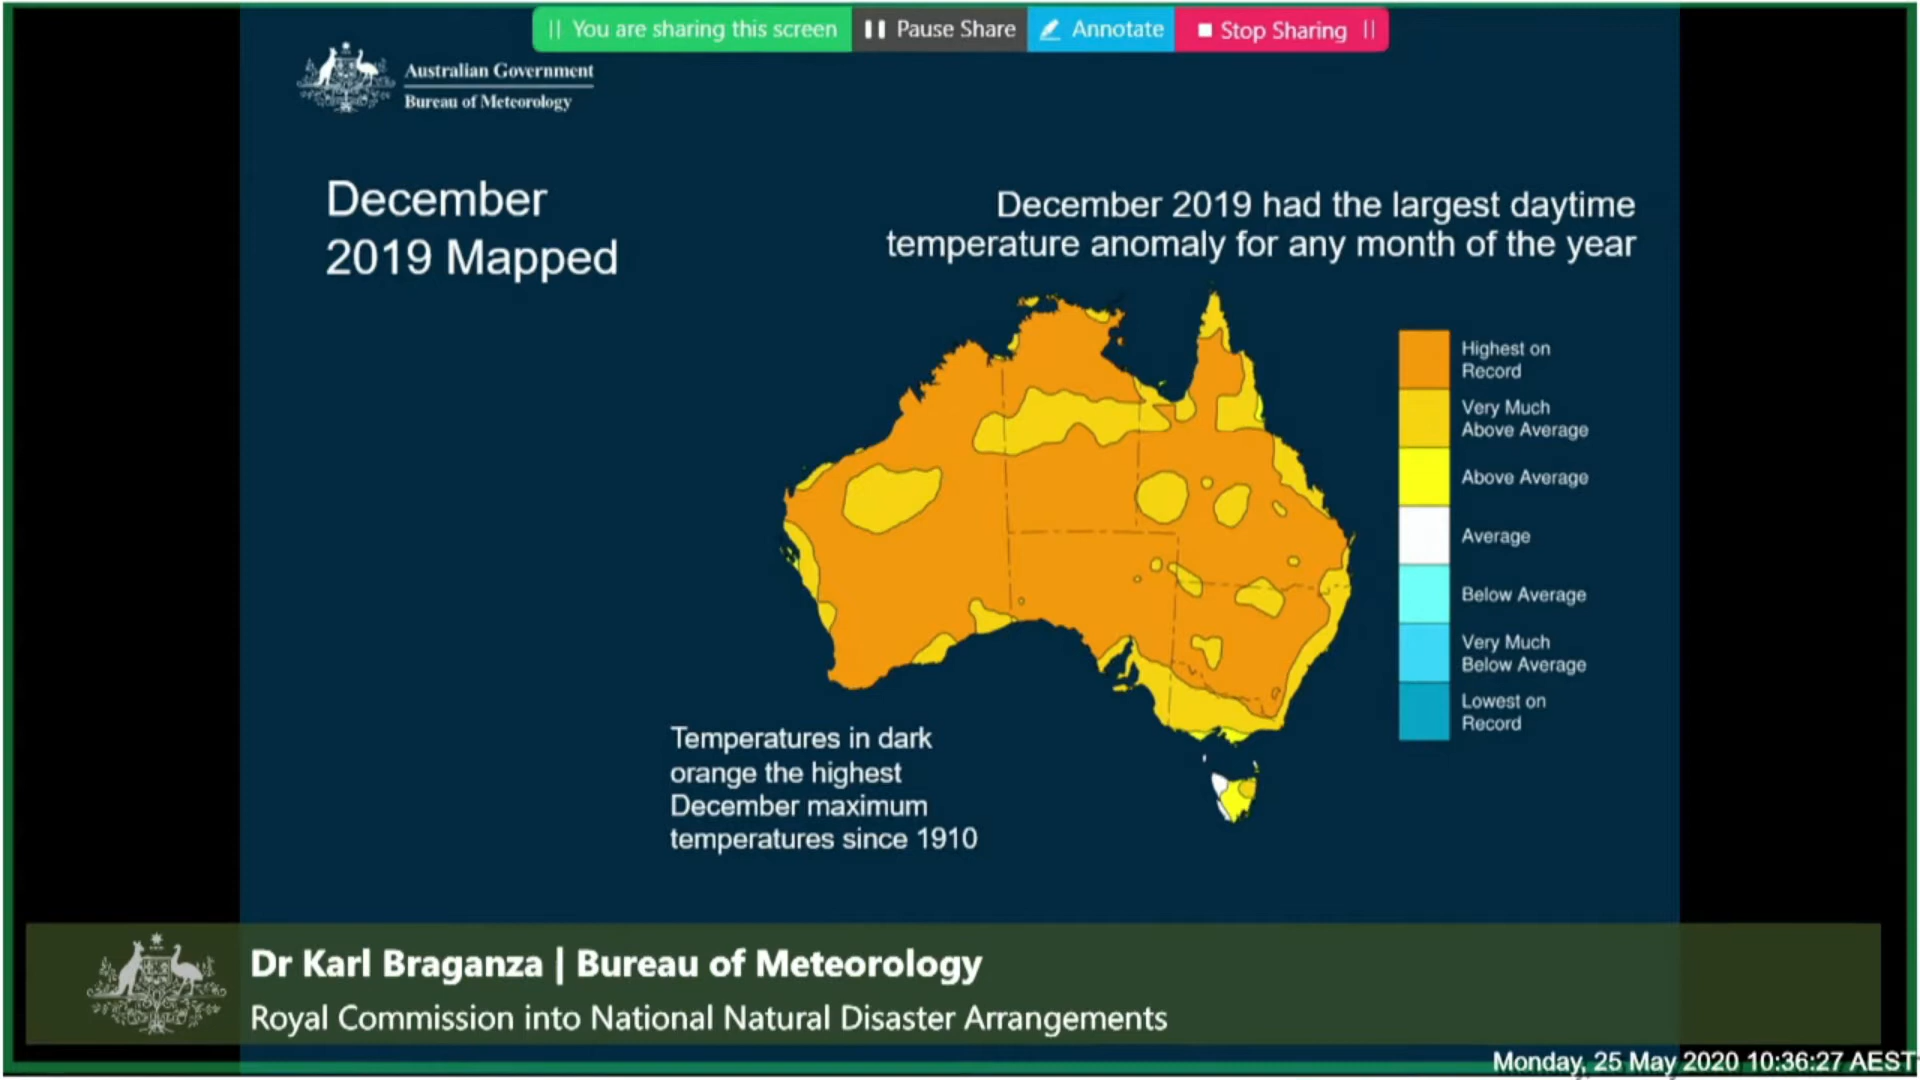 You are sharing this screen
Pause Share
Annotate
Stop Sharing
Australian Government
Bureau of Meteorology
December
2019 Mapped
December 2019 had the largest daytime
temperature anomaly for any month of the year
Highest on
Record
Very Much
Above Average
Above Average
Average
Below Average
Very Much
Below Average
Lowest on
Record
Temperatures in dark
orange the highest
December maximum
temperatures since 1910
Dr Karl Braganza | Bureau of Meteorology
Royal Commission into National Natural Disaster Arrangements
Monday, 25 May 2020 10:36:27 AEST